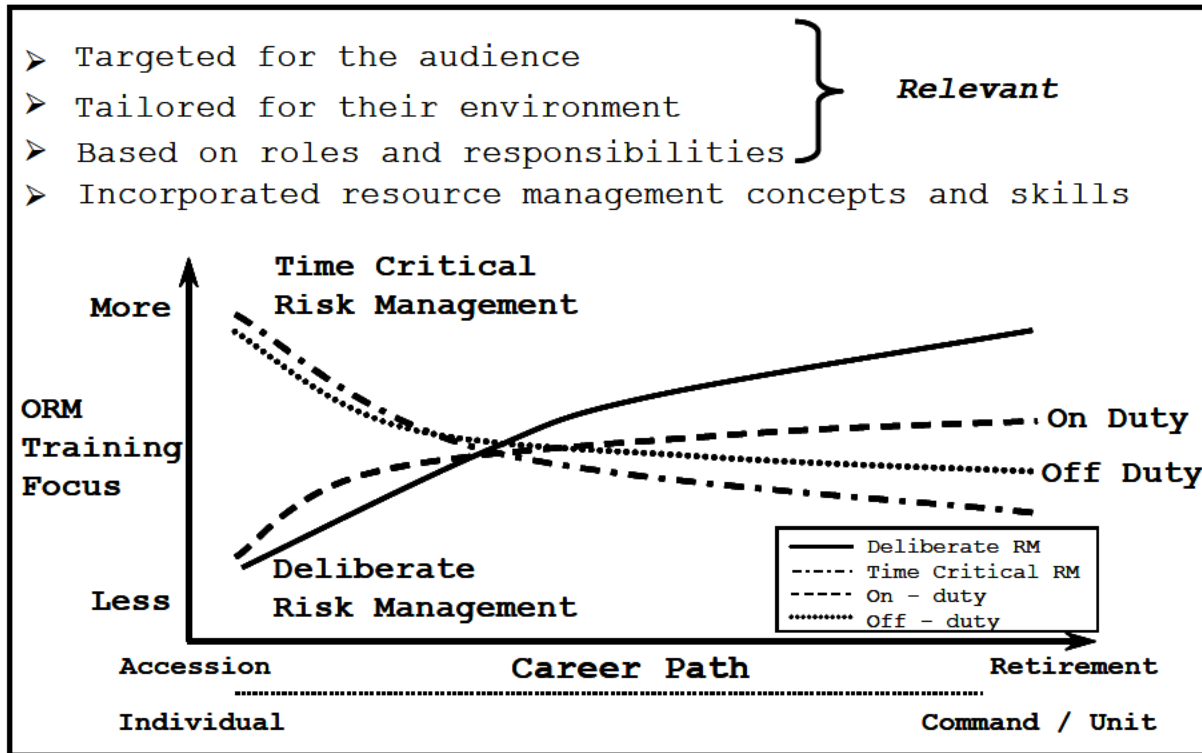 ➢ Targeted for the audience
➢ Tailored for their environment
➢ Based on roles and responsibilities
Relevant
➢ Incorporated resource management concepts and skills
Time Critical
Risk Management
More
ORM
Training
Focus
On Duty
Off Duty
Deliberate
Risk Management
Less
Deliberate RM
Time Critical RM
On – duty
Off – duty
Accession
Career Path
Retirement
Individual
Command / Unit